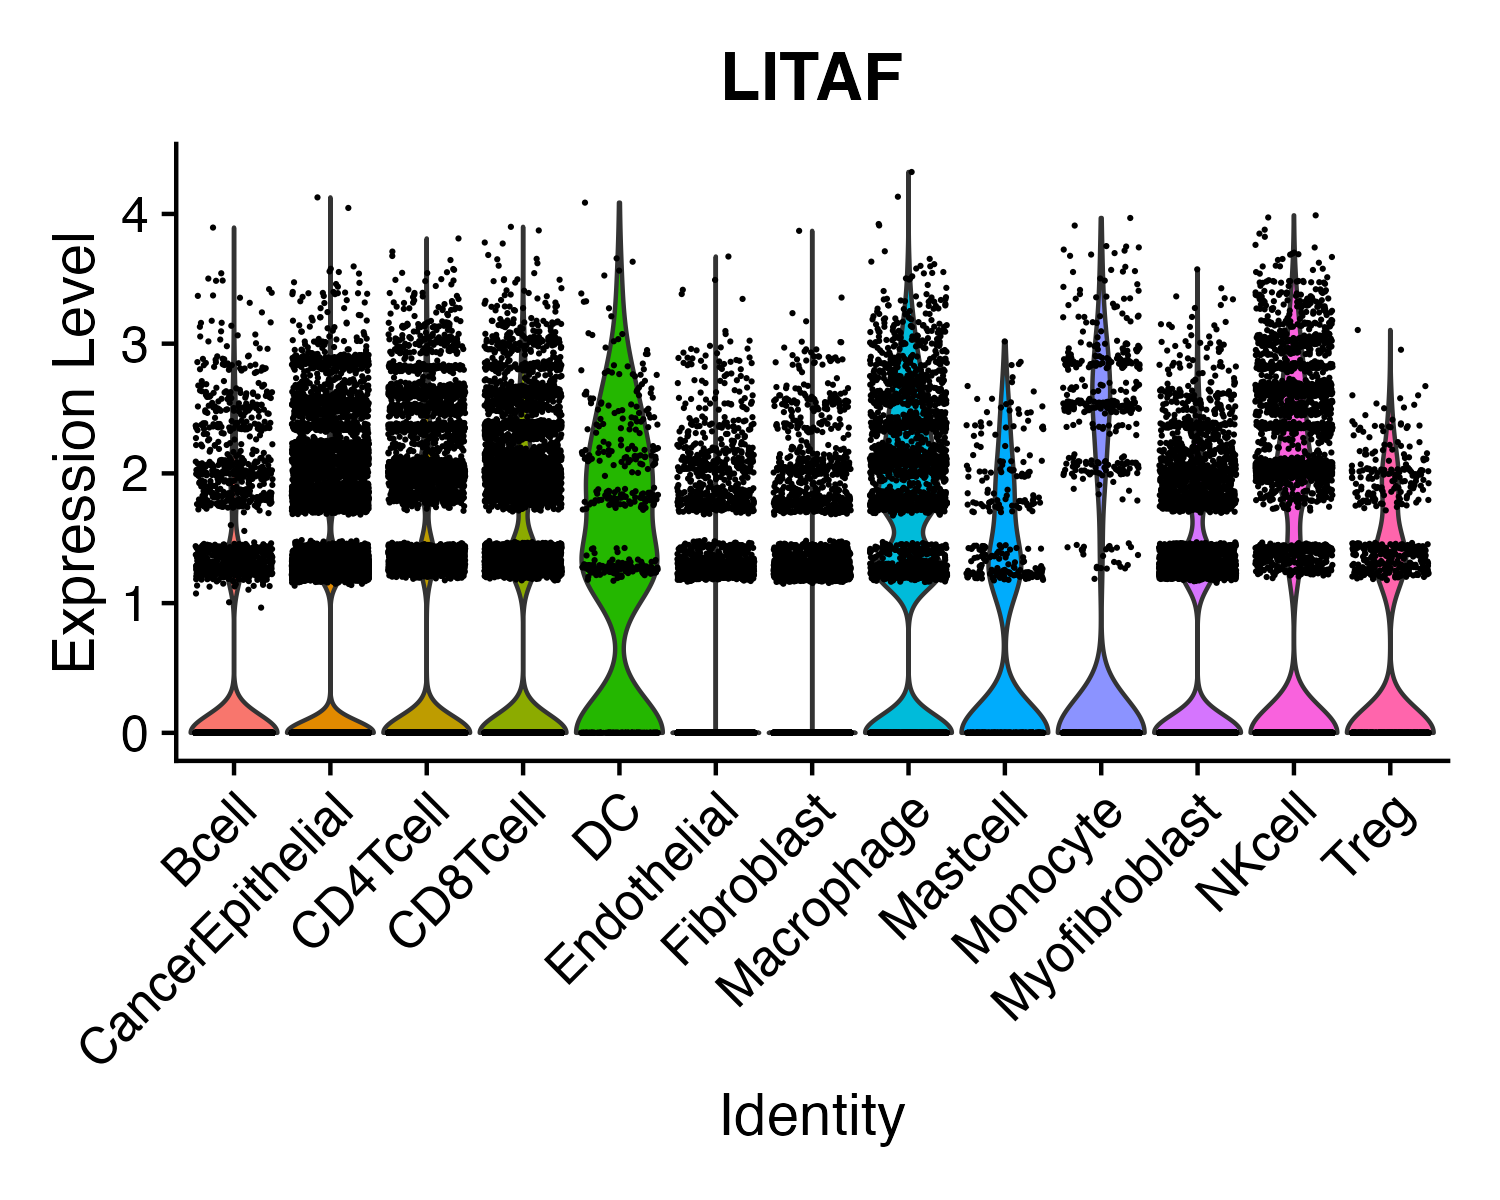 LITAF
Expression Level
4
3
2
1
0
Bcell
CancerEpithelial
CD4Tcell
CD8Tcell
DC
Endothelial
Fibroblast
Macrophage
Mastcell
Monocyte
Myofibroblast
NKcell
Treg
Identity